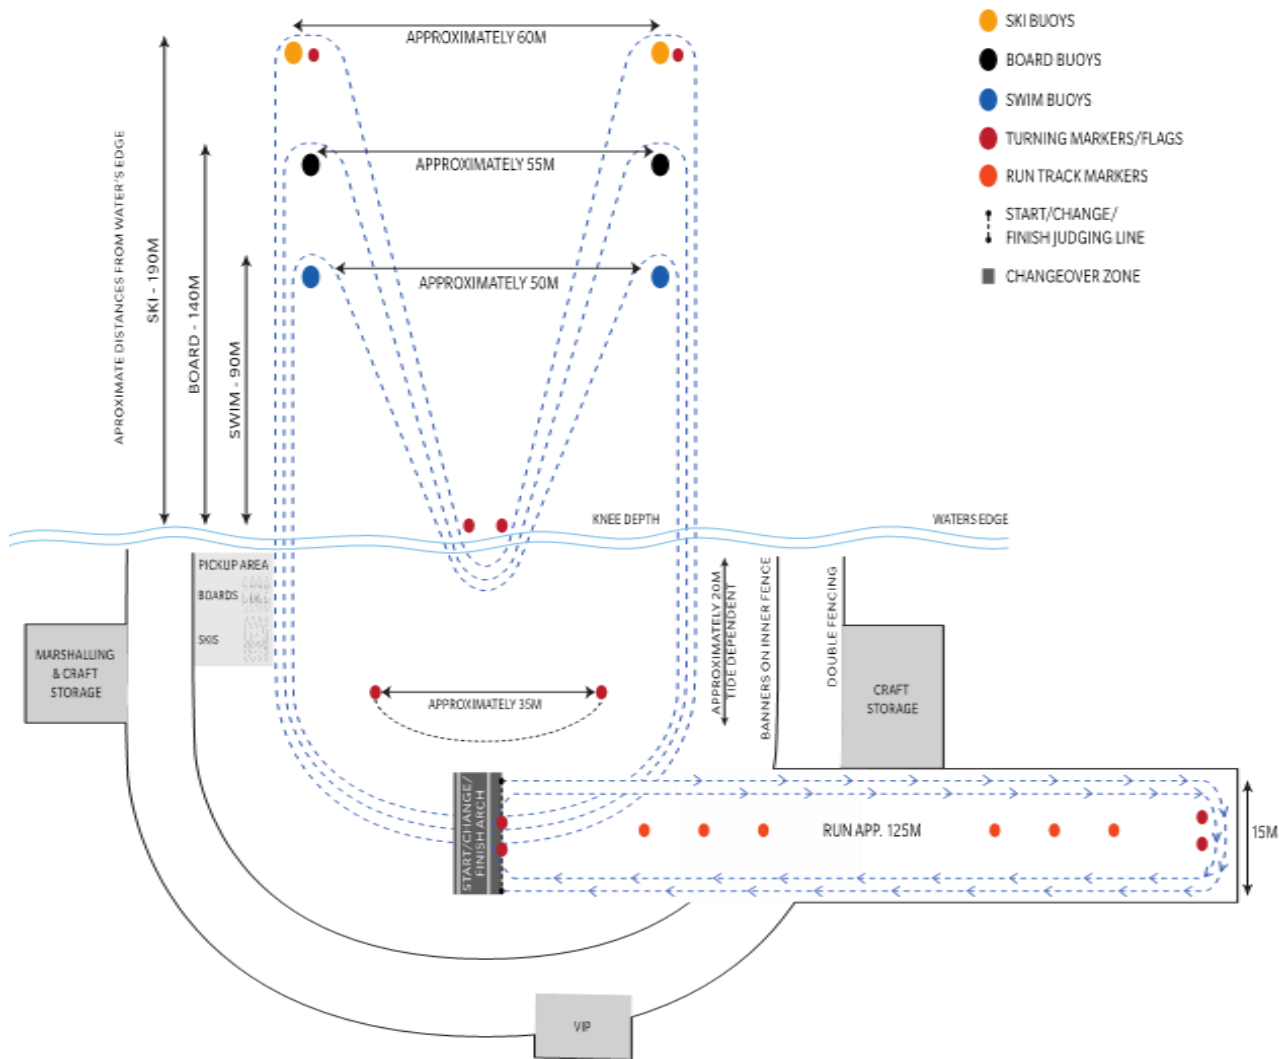 APPROXIMATELY 60M
SKI BUOYS
BOARD BUOYS
SWIM BUOYS
TURNING MARKERS/FLAGS
RUN TRACK MARKERS
START/CHANGE/
FINISH JUDGING LINE
CHANGEOVER ZONE
APPROXIMATELY 55M
APPROXIMATELY 50M
APROXIMATE DISTANCES FROM WATER'S EDGE
SKI - 190M
BOARD - 140M
SWIM - 90M
KNEE DEPTH
WATERS EDGE
PICKUP AREA
BOARDS
SKIS
MARSHALLING
& CRAFT
STORAGE
APPROXIMATELY 35M
APPROXIMATELY 20M
TIDE DEPENDENT
BANNERS ON INNER FENCE
DOUBLE FENCING
CRAFT
STORAGE
START/CHANGE/
FINISH ARCH
RUN APP. 125M
15M
VIP